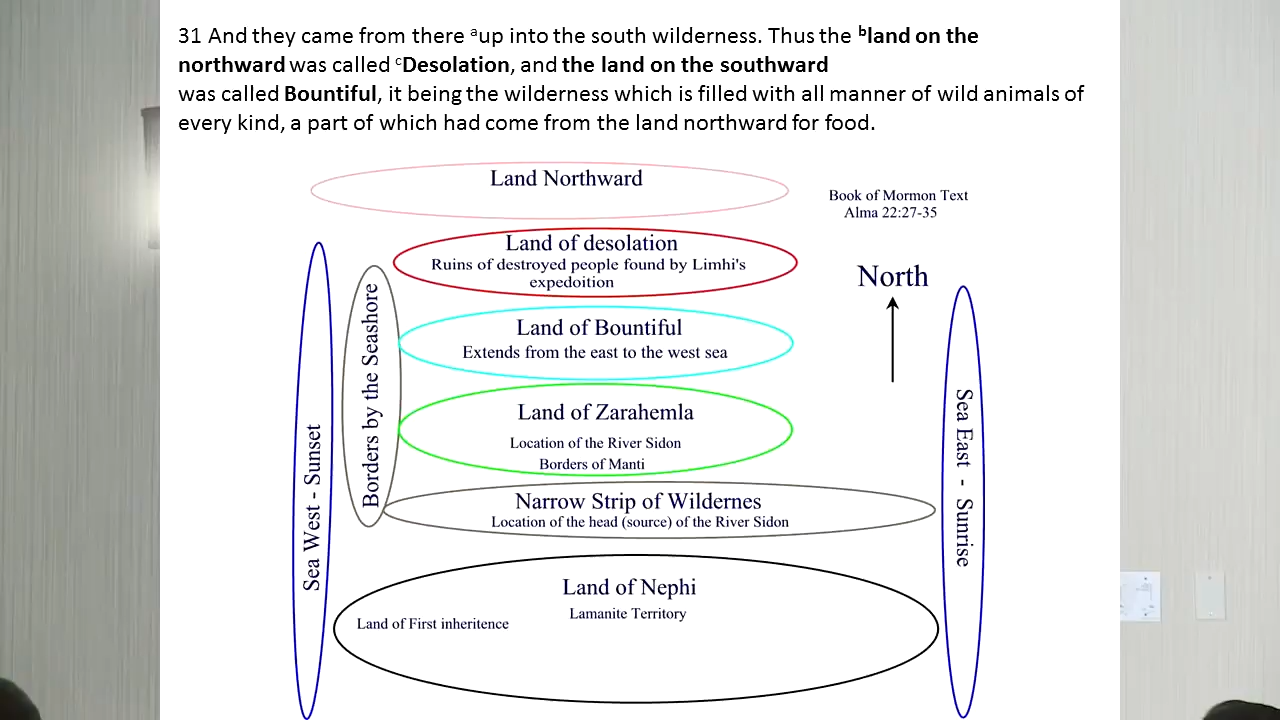 31 And they came from there ᵃup into the south wilderness. Thus the ᵇland on the
northward was called ᶜDesolation, and the land on the southward
was called Bountiful, it being the wilderness which is filled with all manner of wild animals of
every kind, a part of which had come from the land northward for food.
Land Northward
Book of Mormon Text
Alma 22:27-35
Land of desolation
Ruins of destroyed people found by Limhi's
expedoition
North
Land of Bountiful
Extends from the east to the west sea
Land of Zarahemla
Location of the River Sidon
Borders of Manti
Borders by the Seashore
Sea West - Sunset
Sea East - Sunrise
Narrow Strip of Wildernes
Location of the head (source) of the River Sidon
Land of Nephi
Lamanite Territory
Land of First inheritence